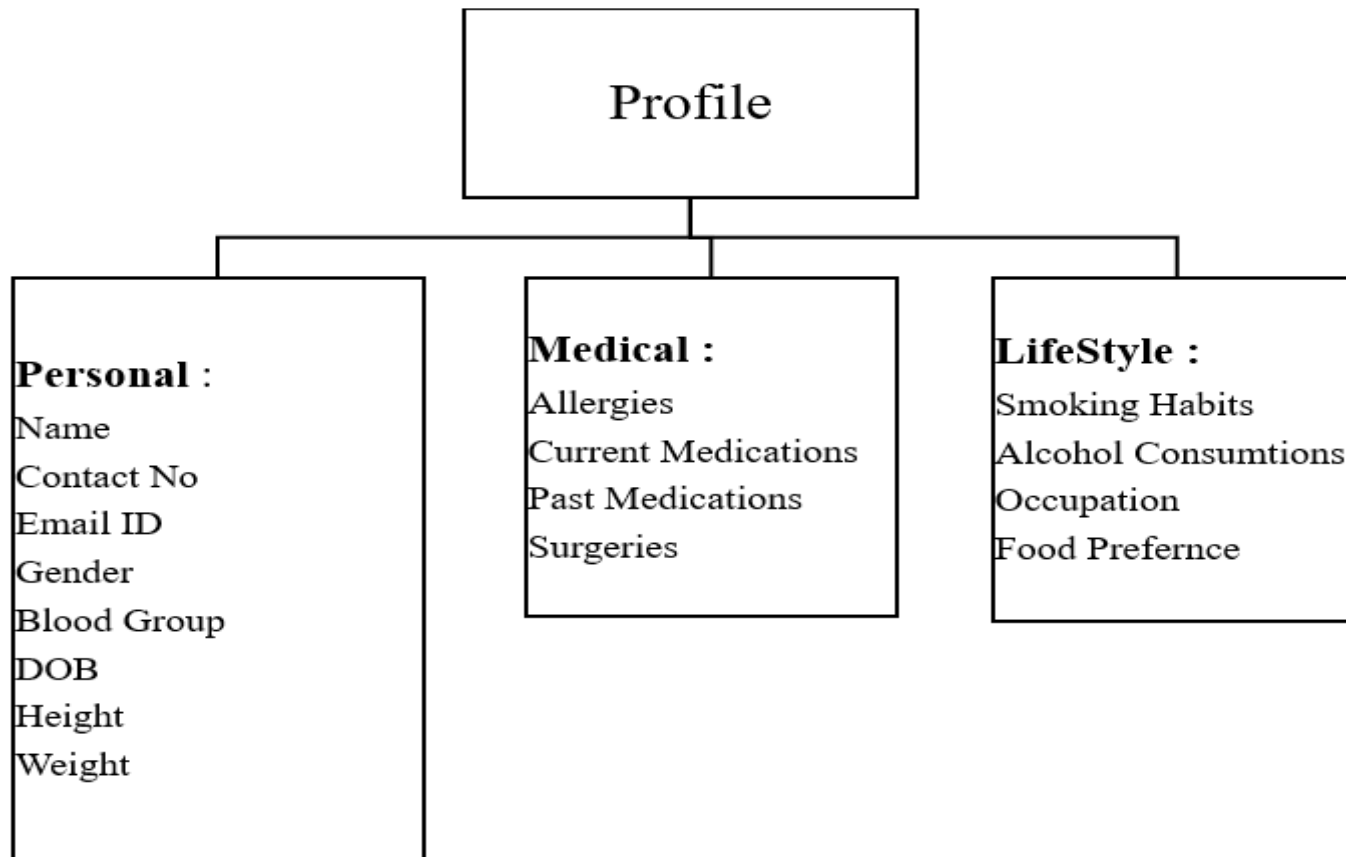 Profile
Personal :
Name
Contact No
Email ID
Gender
Blood Group
DOB
Height
Weight
Medical :
Allergies
Current Medications
Past Medications
Surgeries
LifeStyle :
Smoking Habits
Alcohol Consumtions
Occupation
Food Prefernce